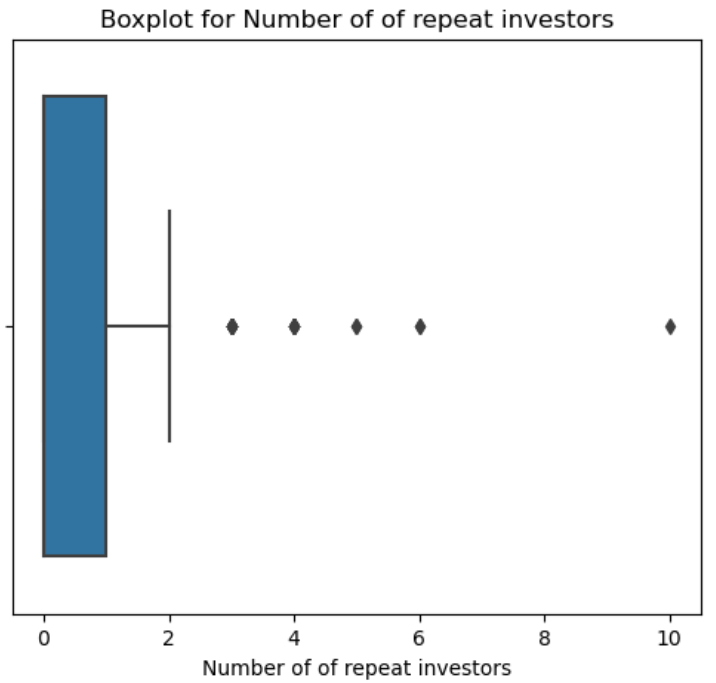 Boxplot for Number of of repeat investors
0 2 4 6 8 10
Number of of repeat investors